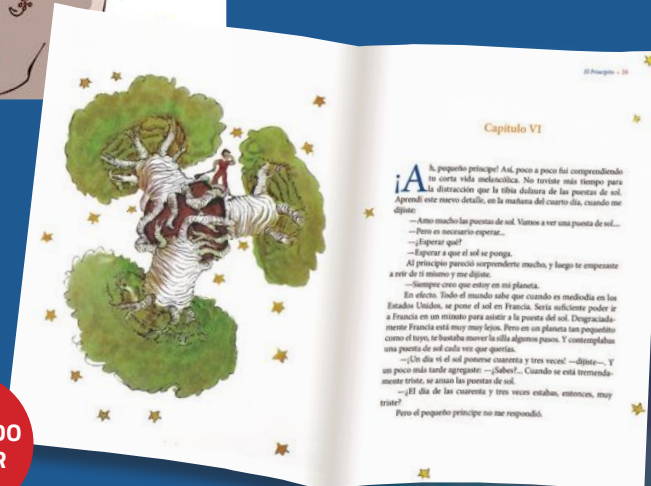 El Principito - 35
Capítulo VI
¡Ah, pequeño príncipe! Así, poco a poco fui comprendiendo
tu corta vida melancólica. No tuviste más tiempo para
la distracción que la tibia dulzura de las puestas de sol.
Aprendí este nuevo detalle, en la mañana del cuarto día, cuando me
dijiste:
—Amo mucho las puestas de sol. Vamos a ver una puesta de sol...
—Pero es necesario esperar...
—¿Esperar qué?
—Esperar a que el sol se ponga.
Al principio pareció sorprenderte mucho, y luego te empezaste
a reír de ti mismo y me dijiste:
—Siempre creo que estoy en mi planeta.
En efecto. Todo el mundo sabe que cuando es mediodía en los
Estados Unidos, se pone el sol en Francia. Sería suficiente poder ir
a Francia en un minuto para asistir a la puesta del sol. Desgraciada-
mente Francia está muy muy lejos. Pero en un planeta tan pequeñito
como el tuyo, te bastaba mover la silla algunos pasos. Y contemplabas
una puesta de sol cada vez que querías.
—¡Un día vi el sol ponerse cuarenta y tres veces! —dijiste—. Y
un poco más tarde agregaste: —¿Sabes?... Cuando se está tremenda-
mente triste, se aman las puestas de sol.
—¿El día de las cuarenta y tres veces estabas, entonces, muy
triste?
Pero el pequeño príncipe no me respondió.
DO
R